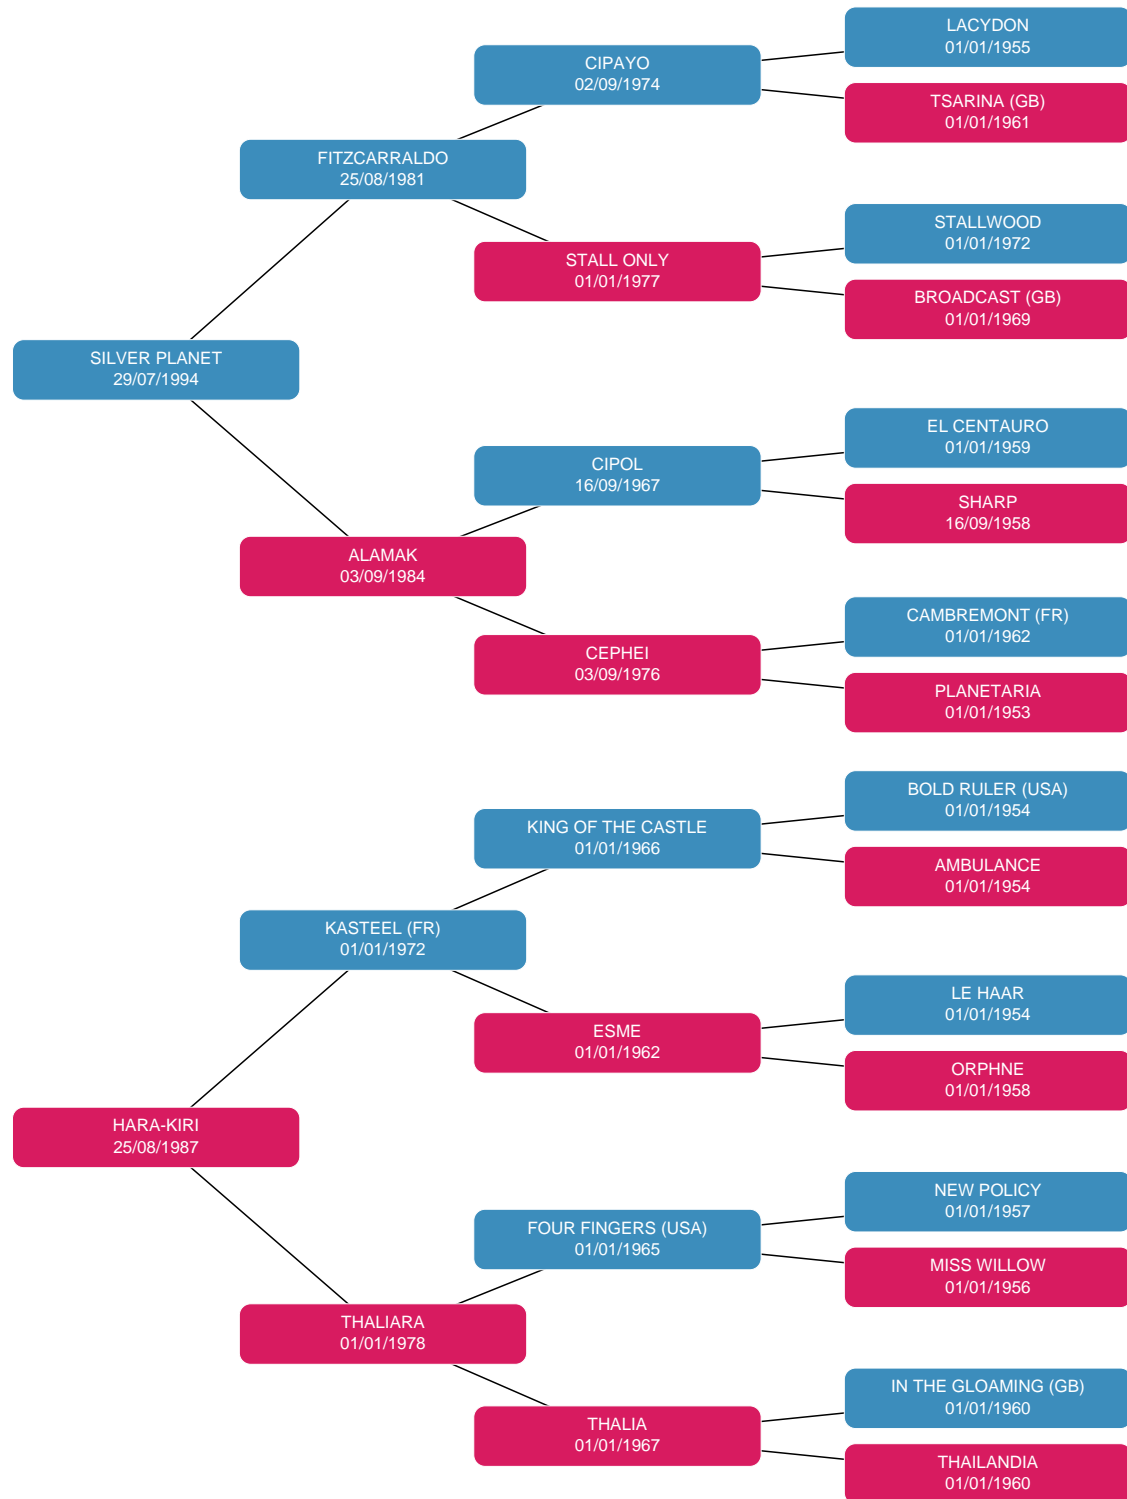 LACYDON
01/01/1955
CIPAYO
02/09/1974
TSARINA (GB)
01/01/1961
FITZCARRALDO
25/08/1981
STALLWOOD
01/01/1972
STALL ONLY
01/01/1977
BROADCAST (GB)
01/01/1969
SILVER PLANET
29/07/1994
EL CENTAURO
01/01/1959
CIPOL
16/09/1967
SHARP
16/09/1958
ALAMAK
03/09/1984
CAMBREMONT (FR)
01/01/1962
CEPHEI
03/09/1976
PLANETARIA
01/01/1953
BOLD RULER (USA)
01/01/1954
KING OF THE CASTLE
01/01/1966
AMBULANCE
01/01/1954
KASTEEL (FR)
01/01/1972
LE HAAR
01/01/1954
ESME
01/01/1962
ORPHNE
01/01/1958
HARA-KIRI
25/08/1987
NEW POLICY
01/01/1957
FOUR FINGERS (USA)
01/01/1965
MISS WILLOW
01/01/1956
THALIARA
01/01/1978
IN THE GLOAMING (GB)
01/01/1960
THALIA
01/01/1967
THAILANDIA
01/01/1960